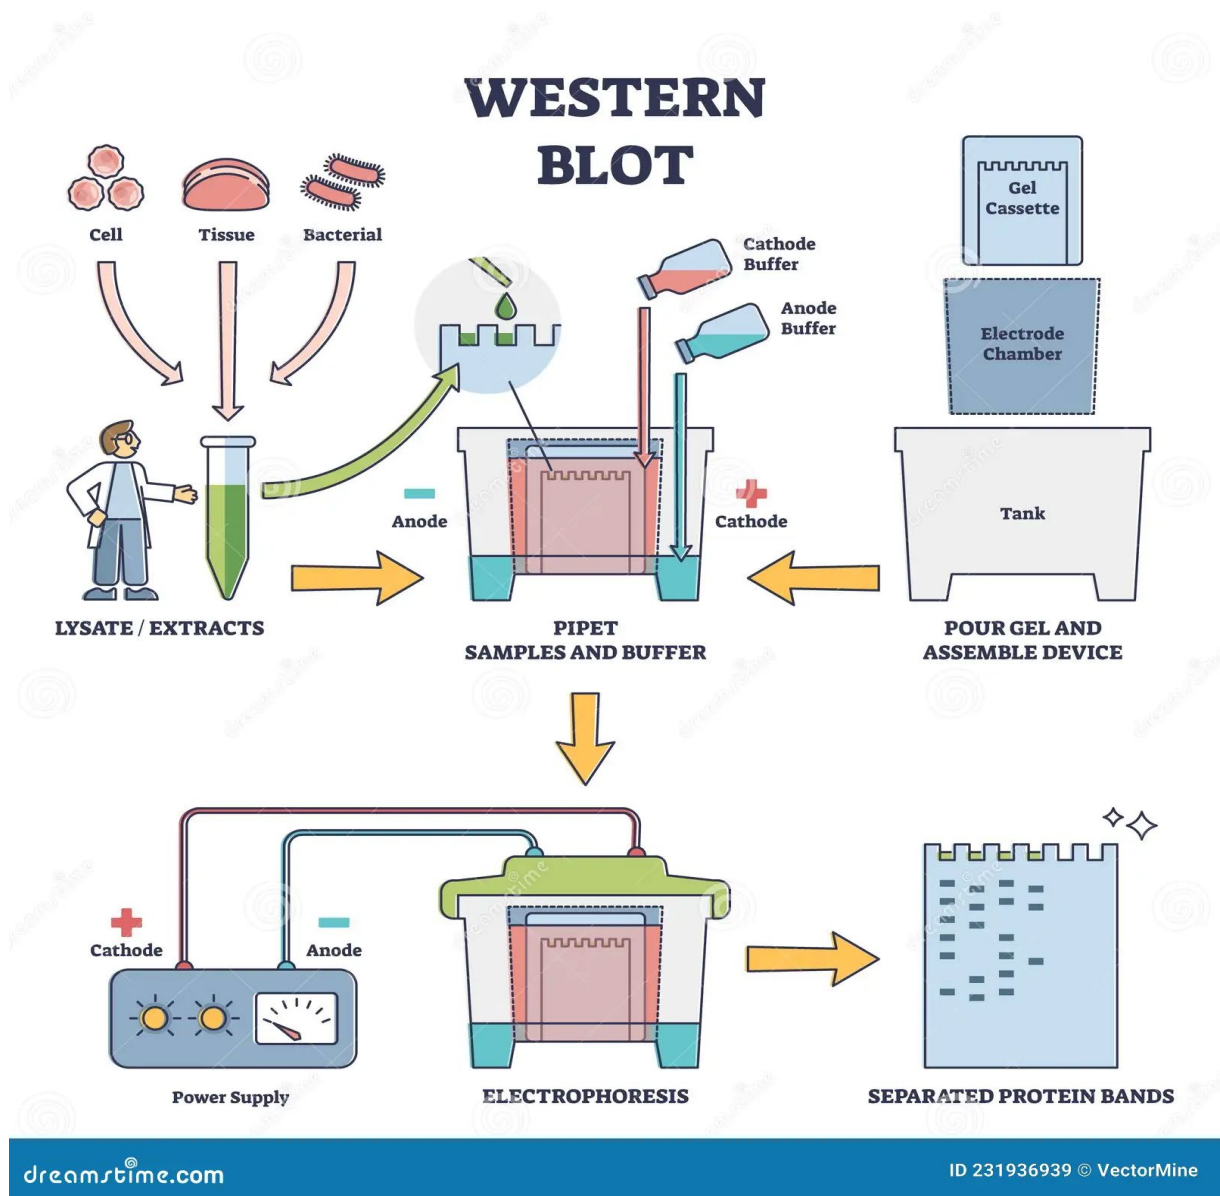 WESTERN
BLOT
Cell
Tissue
Bacterial
Cathode
Buffer
Anode
Buffer
Gel
Cassette
Electrode
Chamber
Tank
Anode
Cathode
LYSATE / EXTRACTS
PIPET
SAMPLES AND BUFFER
POUR GEL AND
ASSEMBLE DEVICE
Cathode
Anode
Power Supply
ELECTROPHORESIS
SEPARATED PROTEIN BANDS
dreamstime.com
ID 231936939 © VectorMine